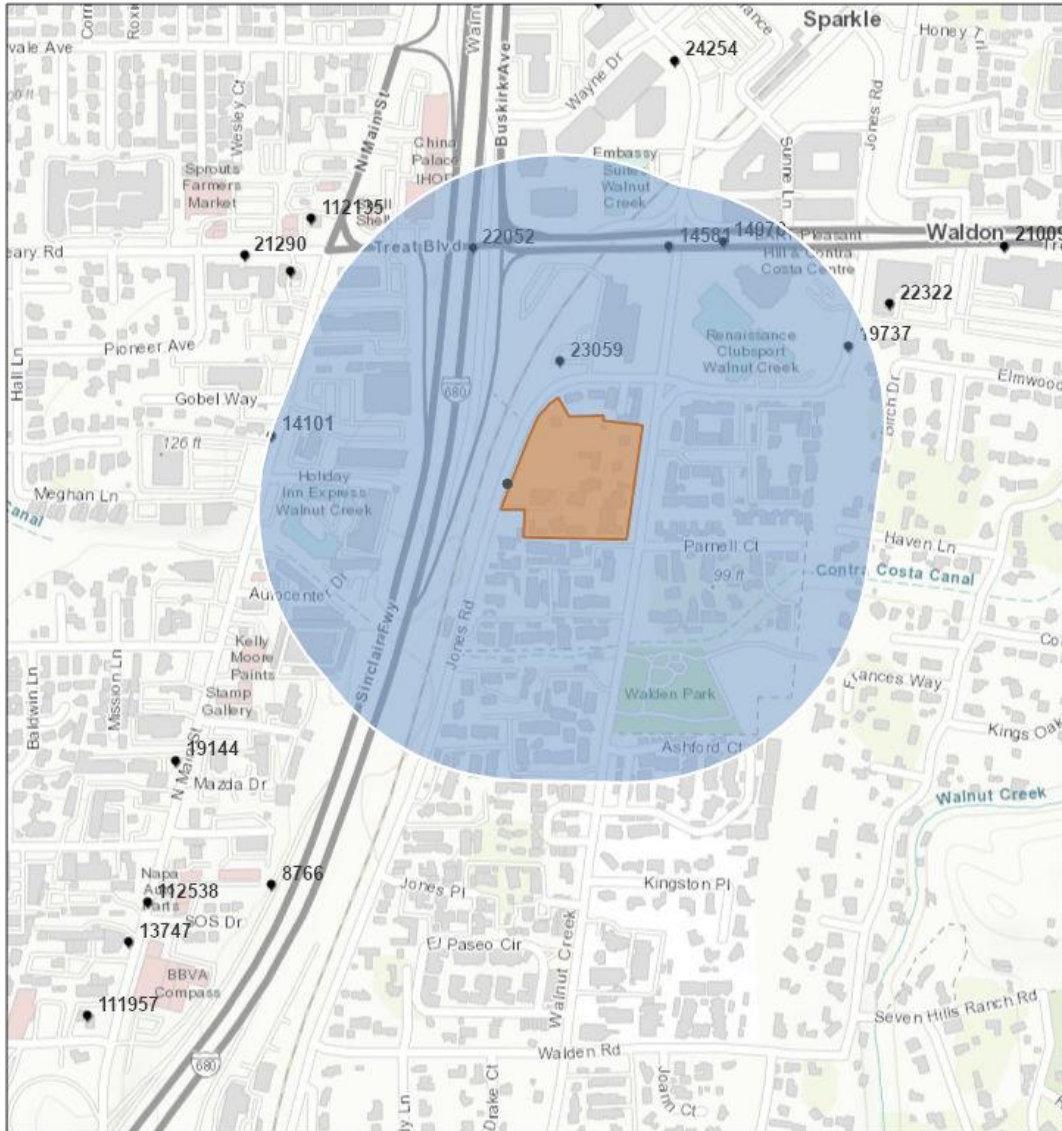 Sparkle
Honey
24254
Wayne Dr
Buskirk Ave
N Main St
Wesley Ct
Jones Rd
Sunne Ln
China
Palace
IHOP
Embassy
Suites
Walnut
Creek
Sprouts
Farmers
Market
112135
Shell
21290
Treat Blvd
22052
14581
Waldon
21009
BART Pleasant
Hill & Contra
Costa Centre
22322
19737
Pioneer Ave
Hall Ln
23059
Renaissance
Clubsport
Walnut Creek
Elmwood
Gobel Way
680
14101
126 ft
Birch Dr
Holiday
Inn Express
Walnut Creek
Meghan Ln
Canal
Parnell Ct
99 ft
Haven Ln
Contra Costa Canal
Autocenter Dr
Sinclair Fwy
Jones Rd
Kelly
Moore
Paints
Stamp
Gallery
Baldwin Ln
Mission Ln
Walden Park
Frances Way
Kings Oak
Ashford Ct
19144
N Main St
Mazda Dr
Walnut Creek
8766
Napa
Auto
Parts
112538
SOS Dr
13747
Jones Pl
Kingston Pl
El Paseo Cir
Walnut Creek
BBVA
Compass
111957
Seven Hills Ranch Rd
680
Walden Rd
Drake Ct
Joann Ct